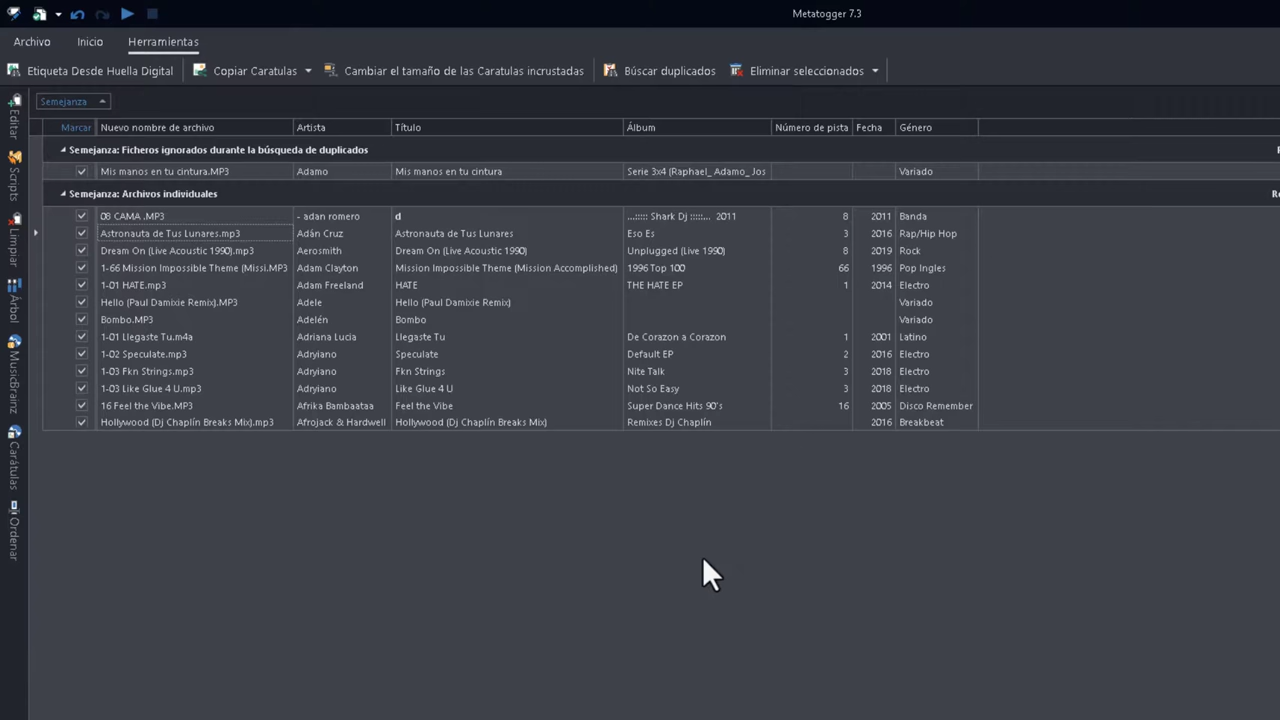 Metatogger 7.3
Archivo Inicio Herramientas
Etiqueta Desde Huella Digital Copiar Caratulas Cambiar el tamaño de las Caratulas incrustadas Búscar duplicados Eliminar seleccionados
Semejanza
Marcar Nuevo nombre de archivo Artista Título Álbum Número de pista Fecha Género
Semejanza: Ficheros ignorados durante la búsqueda de duplicados
Mis manos en tu cintura.MP3 Adamo Mis manos en tu cintura Serie 3x4 (Raphael_ Adamo_ Jos Variado
Semejanza: Archivos individuales
08 CAMA .MP3 - adan romero d ...::::: Shark Dj :::::... 2011 8 2011 Banda
Astronauta de Tus Lunares.mp3 Adán Cruz Astronauta de Tus Lunares Eso Es 3 2016 Rap/Hip Hop
Dream On (Live Acoustic 1990).mp3 Aerosmith Dream On (Live Acoustic 1990) Unplugged (Live 1990) 8 2019 Rock
1-66 Mission Impossible Theme (Missi.MP3 Adam Clayton Mission Impossible Theme (Mission Accomplished) 1996 Top 100 66 1996 Pop Ingles
1-01 HATE.mp3 Adam Freeland HATE THE HATE EP 1 2014 Electro
Hello (Paul Damixie Remix).MP3 Adele Hello (Paul Damixie Remix) Variado
Bombo.MP3 Adelén Bombo Variado
1-01 Llegaste Tu.m4a Adriana Lucia Llegaste Tu De Corazon a Corazon 1 2001 Latino
1-02 Speculate.mp3 Adryiano Speculate Default EP 2 2016 Electro
1-03 Fkn Strings.mp3 Adryiano Fkn Strings Nite Talk 3 2018 Electro
1-03 Like Glue 4 U.mp3 Adryiano Like Glue 4 U Not So Easy 3 2018 Electro
16 Feel the Vibe.MP3 Afrika Bambaataa Feel the Vibe Super Dance Hits 90's 16 2005 Disco Remember
Hollywood (Dj Chaplín Breaks Mix).mp3 Afrojack & Hardwell Hollywood (Dj Chaplín Breaks Mix) Remixes Dj Chaplín 2016 Breakbeat
Editar
Scripts
Limpiar
Árbol
MusicBrainz
Carátulas
Ordenar